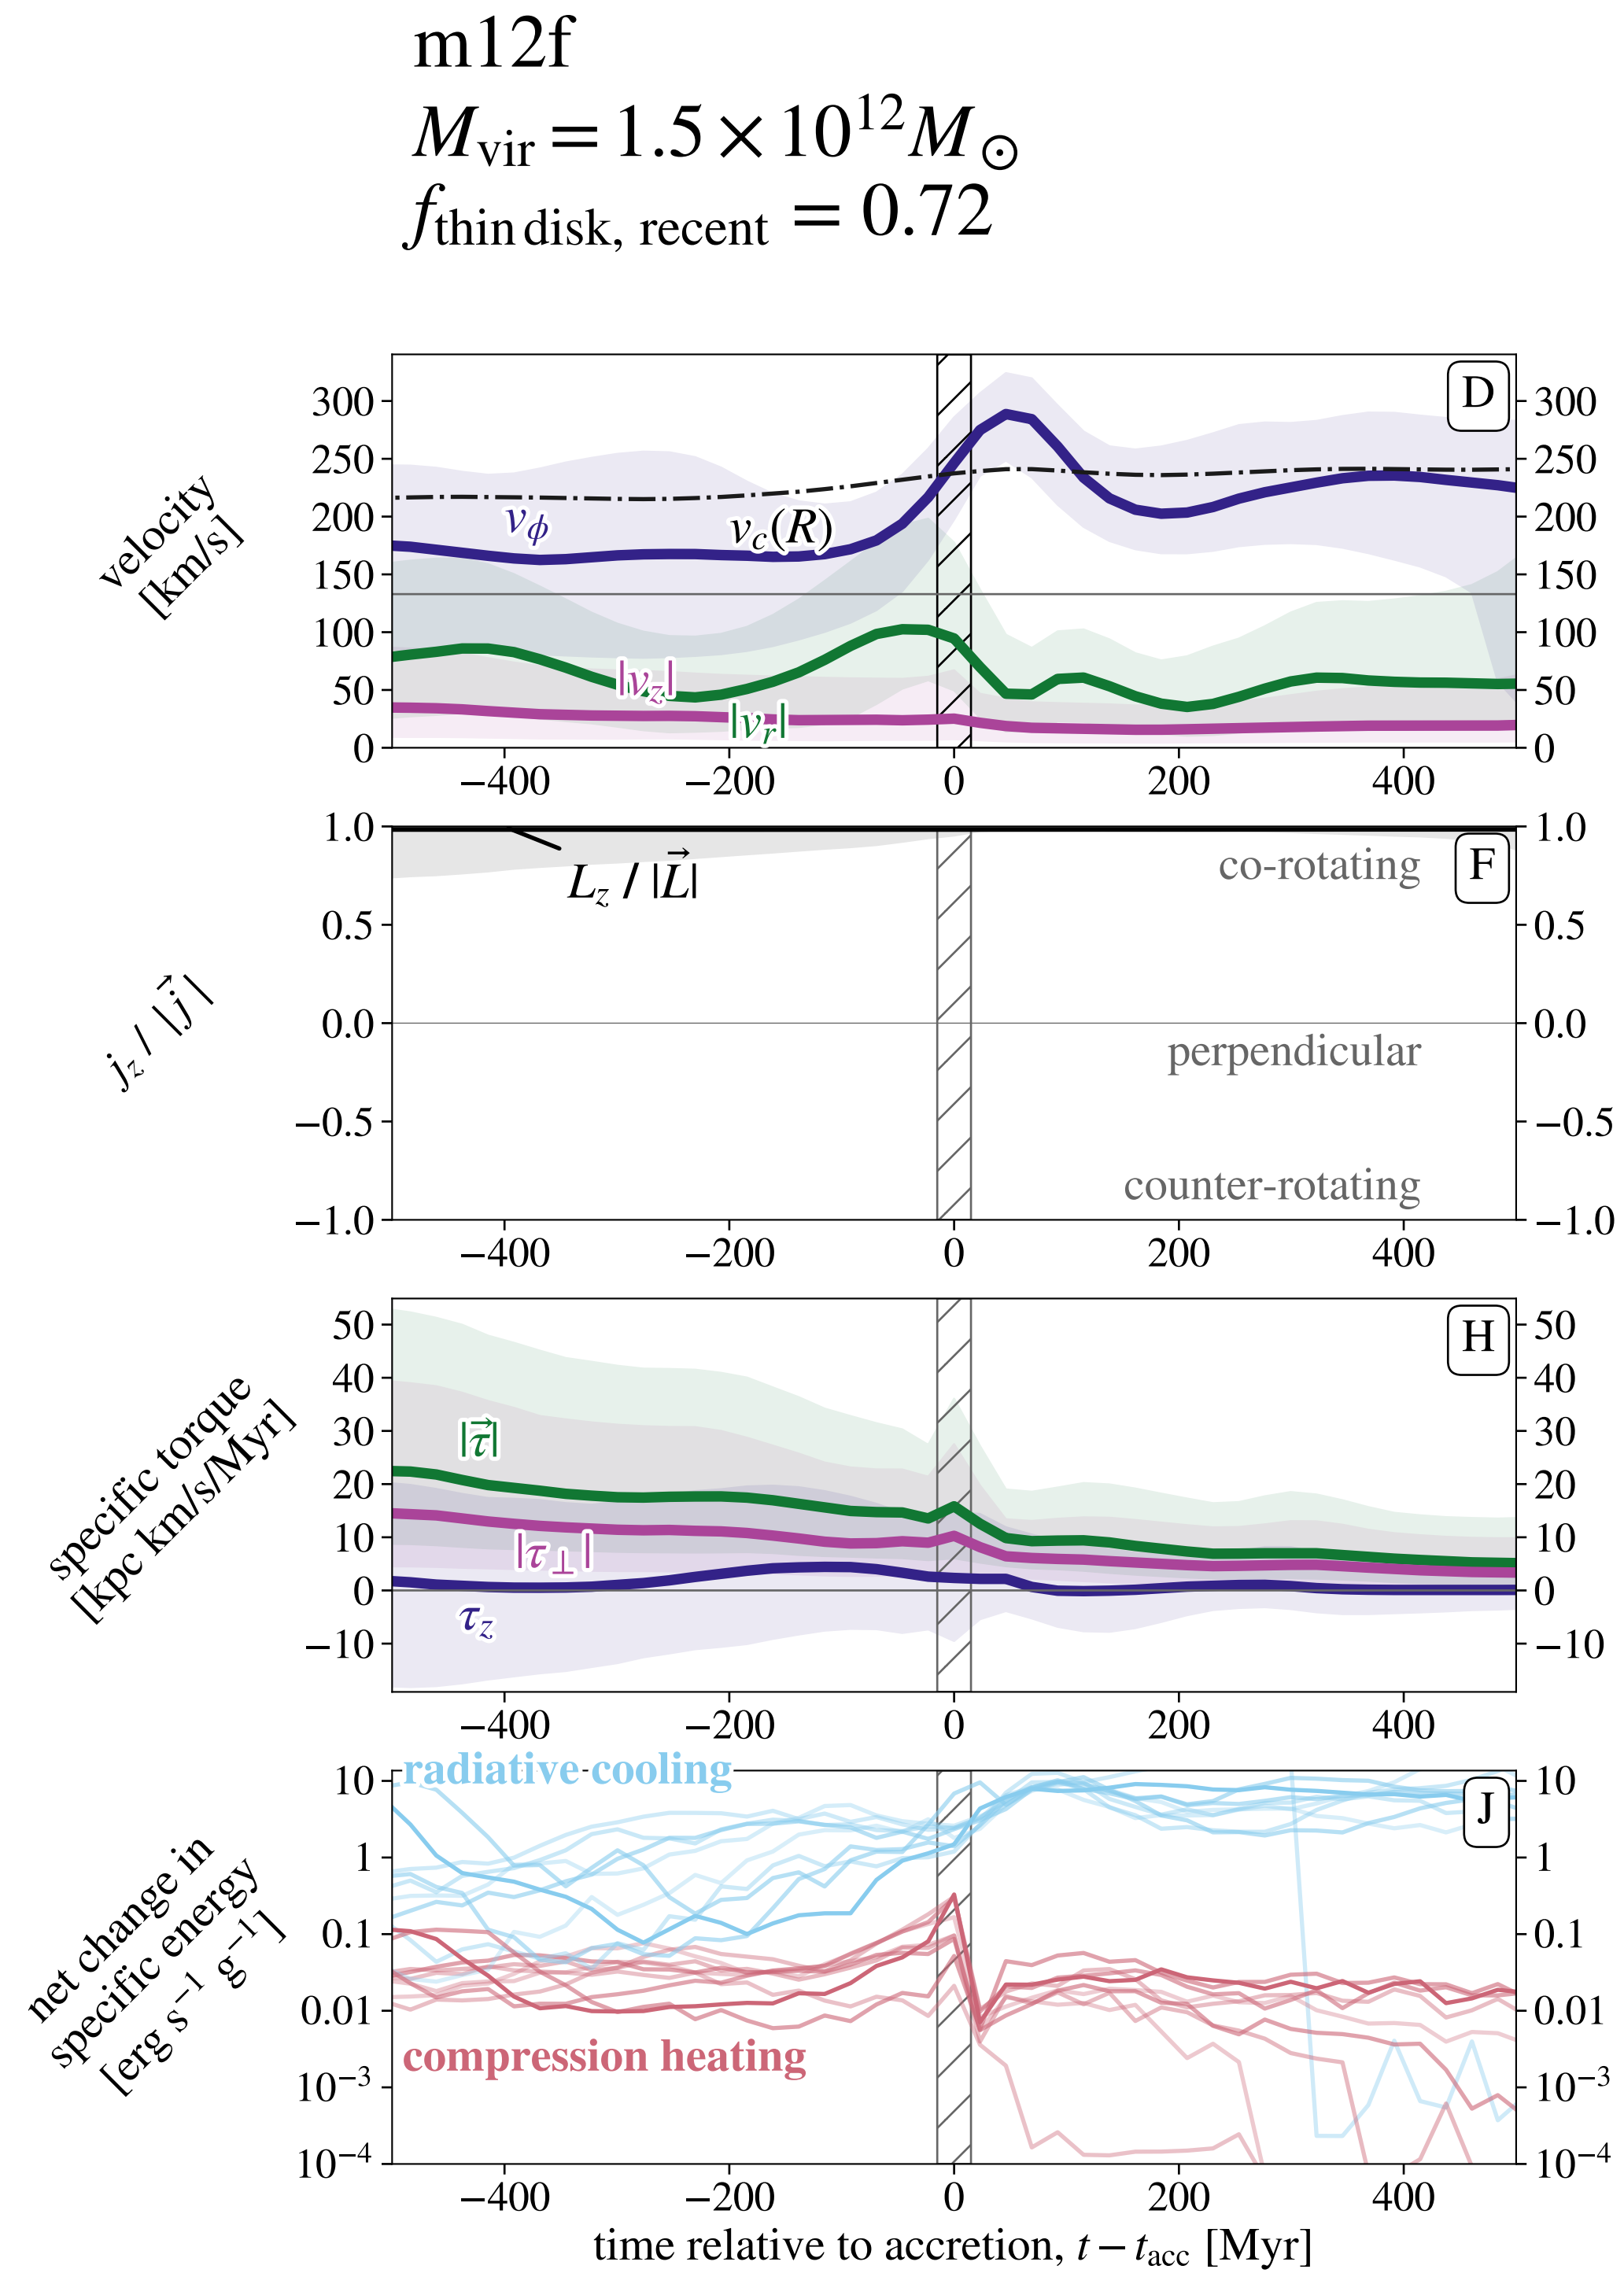 m12f
M_vir = 1.5 × 10^12 M_⊙
f_thin disk, recent = 0.72
velocity
[km/s]
300 300
250 250
200 200
150 150
100 100
50 50
0 0
D
v_ϕ
v_c(R)
|v_z|
|v_r|
−400 −200 0 200 400
j_z / |j⃗|
1.0 1.0
0.5 0.5
0.0 0.0
−0.5 −0.5
−1.0 −1.0
F
L_z / |L⃗|
co-rotating
perpendicular
counter-rotating
−400 −200 0 200 400
specific torque
[kpc km/s/Myr]
50 50
40 40
30 30
20 20
10 10
0 0
−10 −10
H
|τ⃗|
|τ_⊥|
τ_z
−400 −200 0 200 400
net change in
specific energy
[erg s^−1 g^−1]
10 10
1 1
0.1 0.1
0.01 0.01
10^−3 10^−3
10^−4 10^−4
radiative cooling
J
compression heating
−400 −200 0 200 400
time relative to accretion, t − t_acc [Myr]